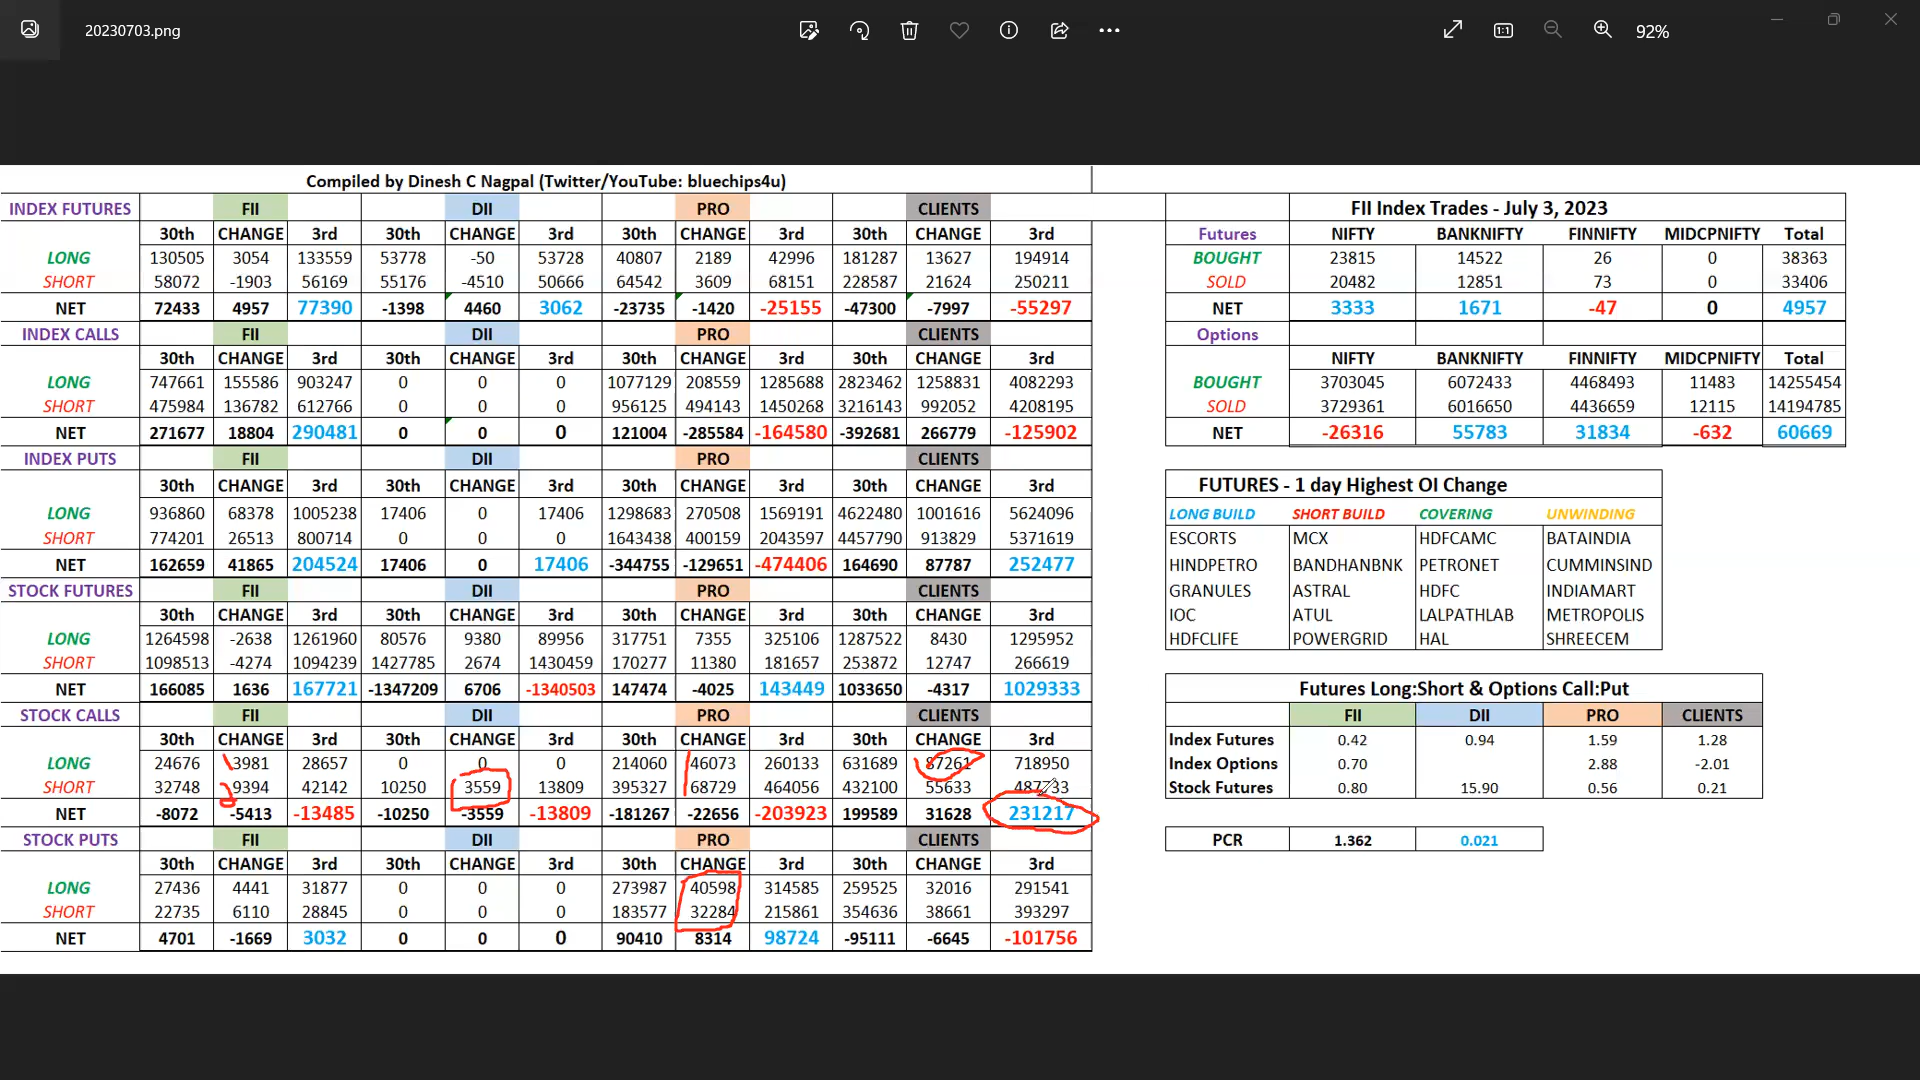 20230703.png
92%
Compiled by Dinesh C Nagpal (Twitter/YouTube: bluechips4u)
INDEX FUTURES FII DII PRO CLIENTS
30th CHANGE 3rd 30th CHANGE 3rd 30th CHANGE 3rd 30th CHANGE 3rd
LONG 130505 3054 133559 53778 -50 53728 40807 2189 42996 181287 13627 194914
SHORT 58072 -1903 56169 55176 -4510 50666 64542 3609 68151 228587 21624 250211
NET 72433 4957 77390 -1398 4460 3062 -23735 -1420 -25155 -47300 -7997 -55297
INDEX CALLS FII DII PRO CLIENTS
30th CHANGE 3rd 30th CHANGE 3rd 30th CHANGE 3rd 30th CHANGE 3rd
LONG 747661 155586 903247 0 0 0 1077129 208559 1285688 2823462 1258831 4082293
SHORT 475984 136782 612766 0 0 0 956125 494143 1450268 3216143 992052 4208195
NET 271677 18804 290481 0 0 0 121004 -285584 -164580 -392681 266779 -125902
INDEX PUTS FII DII PRO CLIENTS
30th CHANGE 3rd 30th CHANGE 3rd 30th CHANGE 3rd 30th CHANGE 3rd
LONG 936860 68378 1005238 17406 0 17406 1298683 270508 1569191 4622480 1001616 5624096
SHORT 774201 26513 800714 0 0 0 1643438 400159 2043597 4457790 913829 5371619
NET 162659 41865 204524 17406 0 17406 -344755 -129651 -474406 164690 87787 252477
STOCK FUTURES FII DII PRO CLIENTS
30th CHANGE 3rd 30th CHANGE 3rd 30th CHANGE 3rd 30th CHANGE 3rd
LONG 1264598 -2638 1261960 80576 9380 89956 317751 7355 325106 1287522 8430 1295952
SHORT 1098513 -4274 1094239 1427785 2674 1430459 170277 11380 181657 253872 12747 266619
NET 166085 1636 167721 -1347209 6706 -1340503 147474 -4025 143449 1033650 -4317 1029333
STOCK CALLS FII DII PRO CLIENTS
30th CHANGE 3rd 30th CHANGE 3rd 30th CHANGE 3rd 30th CHANGE 3rd
LONG 24676 3981 28657 0 0 0 214060 46073 260133 631689 87261 718950
SHORT 32748 9394 42142 10250 3559 13809 395327 68729 464056 432100 55633 487733
NET -8072 -5413 -13485 -10250 -3559 -13809 -181267 -22656 -203923 199589 31628 231217
STOCK PUTS FII DII PRO CLIENTS
30th CHANGE 3rd 30th CHANGE 3rd 30th CHANGE 3rd 30th CHANGE 3rd
LONG 27436 4441 31877 0 0 0 273987 40598 314585 259525 32016 291541
SHORT 22735 6110 28845 0 0 0 183577 32284 215861 354636 38661 393297
NET 4701 -1669 3032 0 0 0 90410 8314 98724 -95111 -6645 -101756
FII Index Trades - July 3, 2023
Futures NIFTY BANKNIFTY FINNIFTY MIDCPNIFTY Total
BOUGHT 23815 14522 26 0 38363
SOLD 20482 12851 73 0 33406
NET 3333 1671 -47 0 4957
Options
NIFTY BANKNIFTY FINNIFTY MIDCPNIFTY Total
BOUGHT 3703045 6072433 4468493 11483 14255454
SOLD 3729361 6016650 4436659 12115 14194785
NET -26316 55783 31834 -632 60669
FUTURES - 1 day Highest OI Change
LONG BUILD SHORT BUILD COVERING UNWINDING
ESCORTS MCX HDFCAMC BATAINDIA
HINDPETRO BANDHANBNK PETRONET CUMMINSIND
GRANULES ASTRAL HDFC INDIAMART
IOC ATUL LALPATHLAB METROPOLIS
HDFCLIFE POWERGRID HAL SHREECEM
Futures Long:Short & Options Call:Put
FII DII PRO CLIENTS
Index Futures 0.42 0.94 1.59 1.28
Index Options 0.70 2.88 -2.01
Stock Futures 0.80 15.90 0.56 0.21
PCR 1.362 0.021